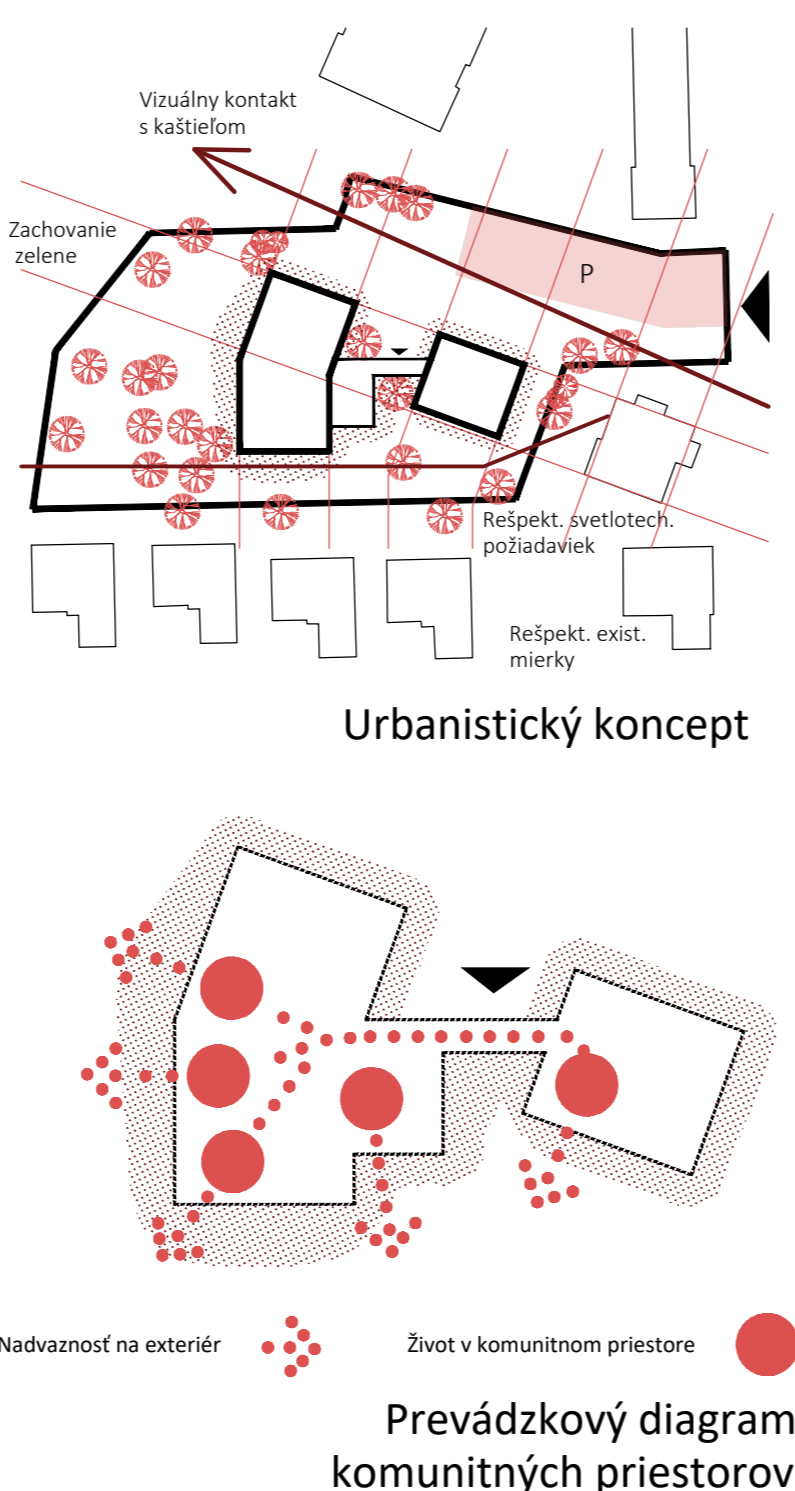 Vizuálny kontakt
s kaštieľom
Zachovanie
zelene
P
Rešpekt. svetlotech.
požiadaviek
Rešpekt. exist.
mierky
Urbanistický koncept
Nadvaznosť na exteriér
Život v komunitnom priestore
Prevádzkový diagram
komunitných priestorov